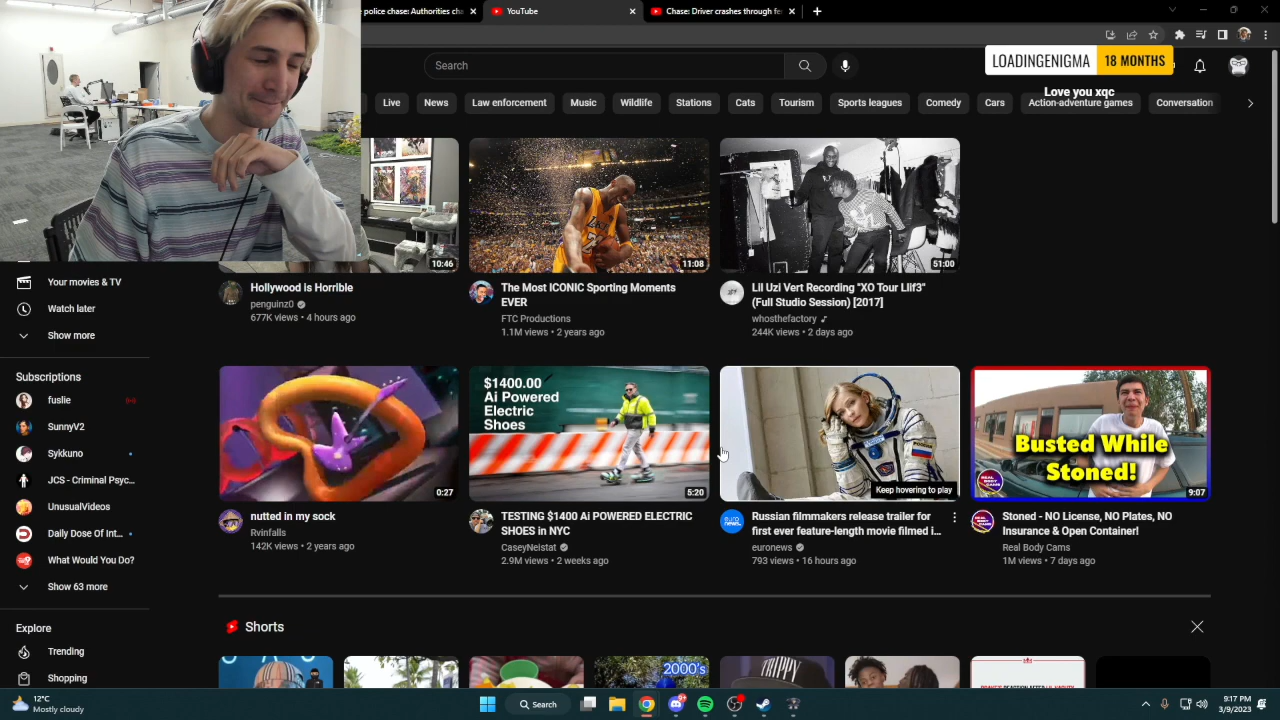 police chase: Authorities cha
YouTube
Chase: Driver crashes through fe
Search
LOADINGENIGMA 18 MONTHS
Love you xqc
Live
News
Law enforcement
Music
Wildlife
Stations
Cats
Tourism
Sports leagues
Comedy
Cars
Action-adventure games
Conversation
10:46
11:08
51:00
Hollywood is Horrible
penguinz0
677K views • 4 hours ago
The Most ICONIC Sporting Moments
EVER
FTC Productions
1.1M views • 2 years ago
Lil Uzi Vert Recording "XO Tour Llif3"
(Full Studio Session) [2017]
whosthefactory
244K views • 2 days ago
Your movies & TV
Watch later
Show more
Subscriptions
fuslie
SunnyV2
Sykkuno
JCS - Criminal Psyc...
UnusualVideos
Daily Dose Of Int...
What Would You Do?
Show 63 more
Explore
Trending
Shopping
0:27
nutted in my sock
Rvinfalls
142K views • 2 years ago
$1400.00
Ai Powered
Electric
Shoes
5:20
TESTING $1400 Ai POWERED ELECTRIC
SHOES in NYC
CaseyNeistat
2.9M views • 2 weeks ago
Keep hovering to play
Russian filmmakers release trailer for
first ever feature-length movie filmed i...
euronews
793 views • 16 hours ago
Busted While
Stoned!
9:07
Stoned - NO License, NO Plates, NO
Insurance & Open Container!
Real Body Cams
1M views • 7 days ago
Shorts
2000's
12°C
Mostly cloudy
Search
9:17 PM
3/9/2023